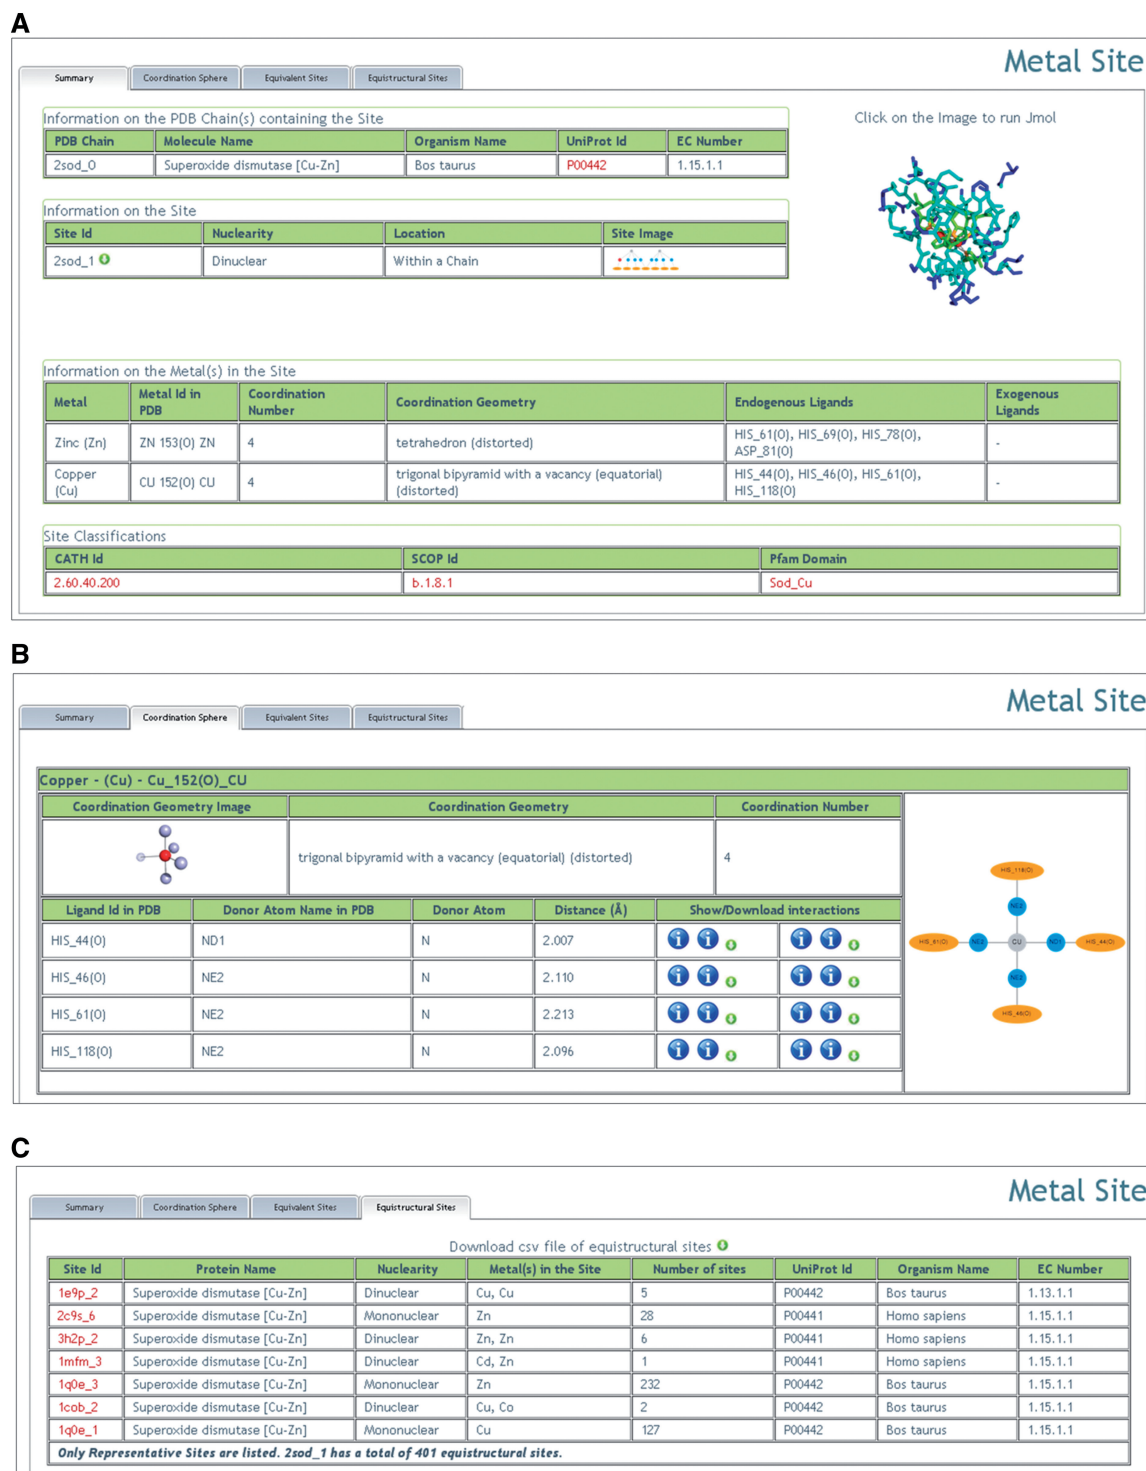 A
Metal Site
Summary Coordination Sphere Equivalent Sites Equistructural Sites
Information on the PDB Chain(s) containing the Site
Click on the Image to run Jmol
PDB Chain Molecule Name Organism Name UniProt Id EC Number
2sod_O Superoxide dismutase [Cu-Zn] Bos taurus P00442 1.15.1.1
Information on the Site
Site Id Nuclearity Location Site Image
2sod_1 Dinuclear Within a Chain
Information on the Metal(s) in the Site
Metal Metal Id in PDB Coordination Number Coordination Geometry Endogenous Ligands Exogenous Ligands
Zinc (Zn) ZN 153(O) ZN 4 tetrahedron (distorted) HIS_61(O), HIS_69(O), HIS_78(O), ASP_81(O) -
Copper (Cu) CU 152(O) CU 4 trigonal bipyramid with a vacancy (equatorial) (distorted) HIS_44(O), HIS_46(O), HIS_61(O), HIS_118(O) -
Site Classifications
CATH Id SCOP Id Pfam Domain
2.60.40.200 b.1.8.1 Sod_Cu
B
Metal Site
Summary Coordination Sphere Equivalent Sites Equistructural Sites
Copper - (Cu) - Cu_152(O)_CU
Coordination Geometry Image Coordination Geometry Coordination Number
trigonal bipyramid with a vacancy (equatorial) (distorted) 4
Ligand Id in PDB Donor Atom Name in PDB Donor Atom Distance (Å) Show/Download interactions
HIS_44(O) ND1 N 2.007
HIS_46(O) NE2 N 2.110
HIS_61(O) NE2 N 2.213
HIS_118(O) NE2 N 2.096
HIS_118(O)
NE2
HIS_61(O) NE2 CU ND1 HIS_44(O)
NE2
HIS_46(O)
C
Metal Site
Summary Coordination Sphere Equivalent Sites Equistructural Sites
Download csv file of equistructural sites
Site Id Protein Name Nuclearity Metal(s) in the Site Number of sites UniProt Id Organism Name EC Number
1e9p_2 Superoxide dismutase [Cu-Zn] Dinuclear Cu, Cu 5 P00442 Bos taurus 1.13.1.1
2c9s_6 Superoxide dismutase [Cu-Zn] Mononuclear Zn 28 P00441 Homo sapiens 1.15.1.1
3h2p_2 Superoxide dismutase [Cu-Zn] Dinuclear Zn, Zn 6 P00441 Homo sapiens 1.15.1.1
1mfm_3 Superoxide dismutase [Cu-Zn] Dinuclear Cd, Zn 1 P00441 Homo sapiens 1.15.1.1
1q0e_3 Superoxide dismutase [Cu-Zn] Mononuclear Zn 232 P00442 Bos taurus 1.15.1.1
1cob_2 Superoxide dismutase [Cu-Zn] Dinuclear Cu, Co 2 P00442 Bos taurus 1.15.1.1
1q0e_1 Superoxide dismutase [Cu-Zn] Mononuclear Cu 127 P00442 Bos taurus 1.15.1.1
Only Representative Sites are listed. 2sod_1 has a total of 401 equistructural sites.